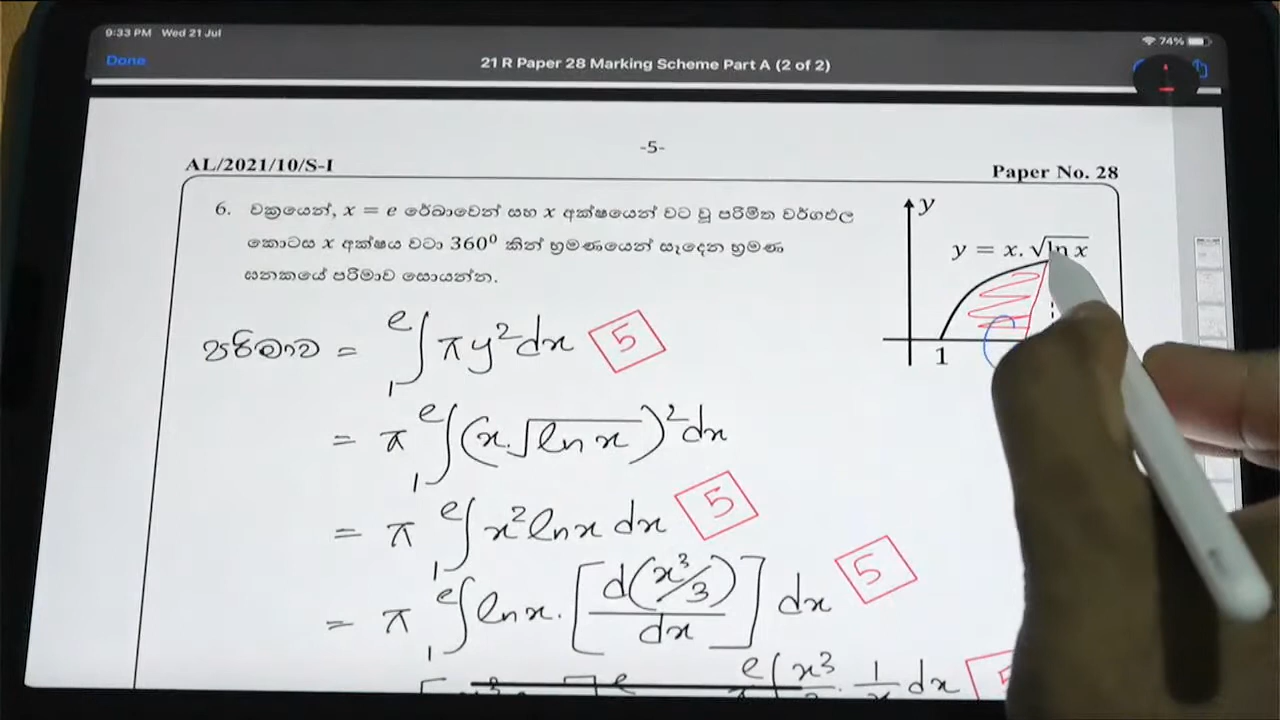 9:33 PM Wed 21 Jul
74%
Done
21 R Paper 28 Marking Scheme Part A (2 of 2)
-5-
AL/2021/10/S-I
Paper No. 28
6. වක්‍රයෙන්, x = e රේඛාවෙන් සහ x අක්ෂයෙන් වට වූ පරිමිත වර්ගඵල
කොටස x අක්ෂය වටා 360⁰ කින් භ්‍රමණයෙන් සෑදෙන භ්‍රමණ
ඝනකයේ පරිමාව සොයන්න.
y
y = x. √ln x
1
පරිමාව = ∫₁ᵉ πy² dx 5
= π ∫₁ᵉ (x.√ln x)² dx
= π ∫₁ᵉ x² ln x dx 5
= π ∫₁ᵉ ln x. [d(x³/3)/dx] dx 5
e ∫ x³ . 1/x dx